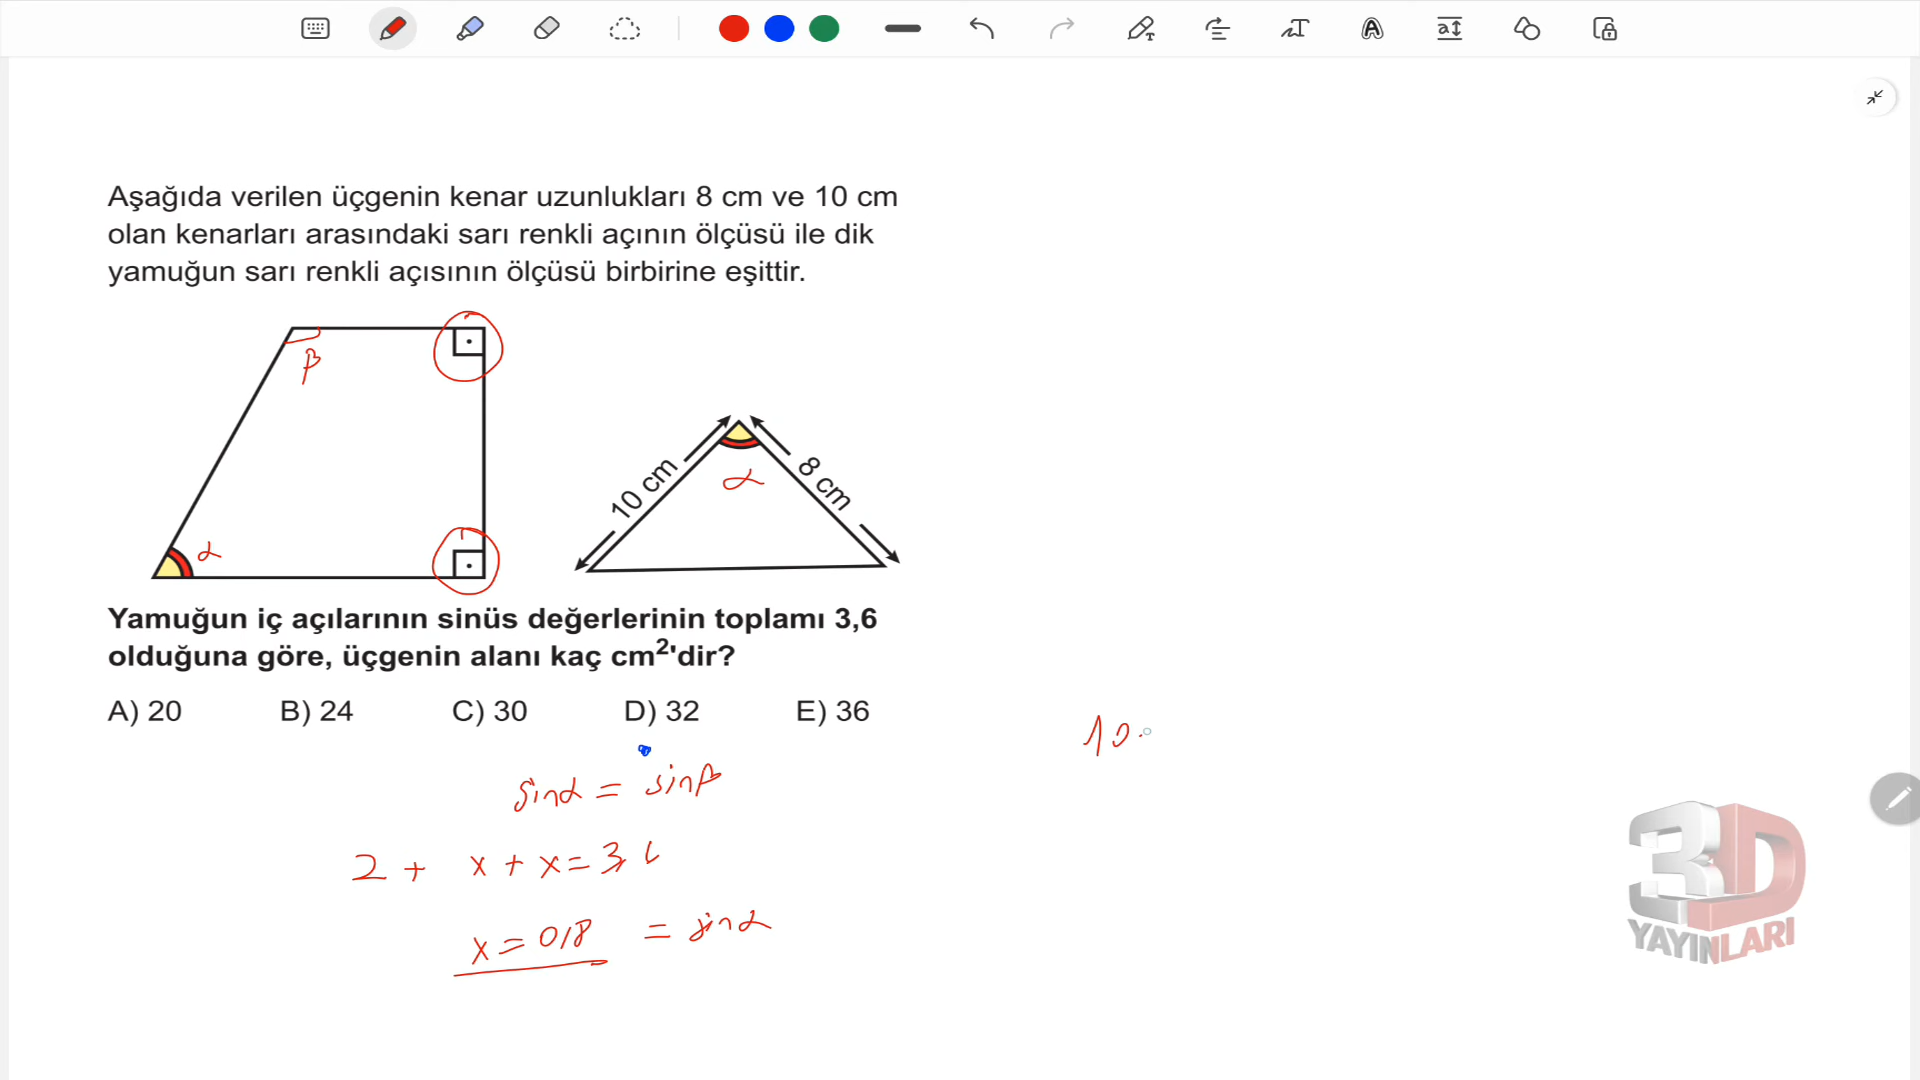 Aşağıda verilen üçgenin kenar uzunlukları 8 cm ve 10 cm
olan kenarları arasındaki sarı renkli açının ölçüsü ile dik
yamuğun sarı renkli açısının ölçüsü birbirine eşittir.
β
α
10 cm
8 cm
α
Yamuğun iç açılarının sinüs değerlerinin toplamı 3,6
olduğuna göre, üçgenin alanı kaç cm²'dir?
A) 20 B) 24 C) 30 D) 32 E) 36
10.
sinα = sinβ
2 + x + x = 3,6
x = 0,8 = sinα
3D
YAYINLARI